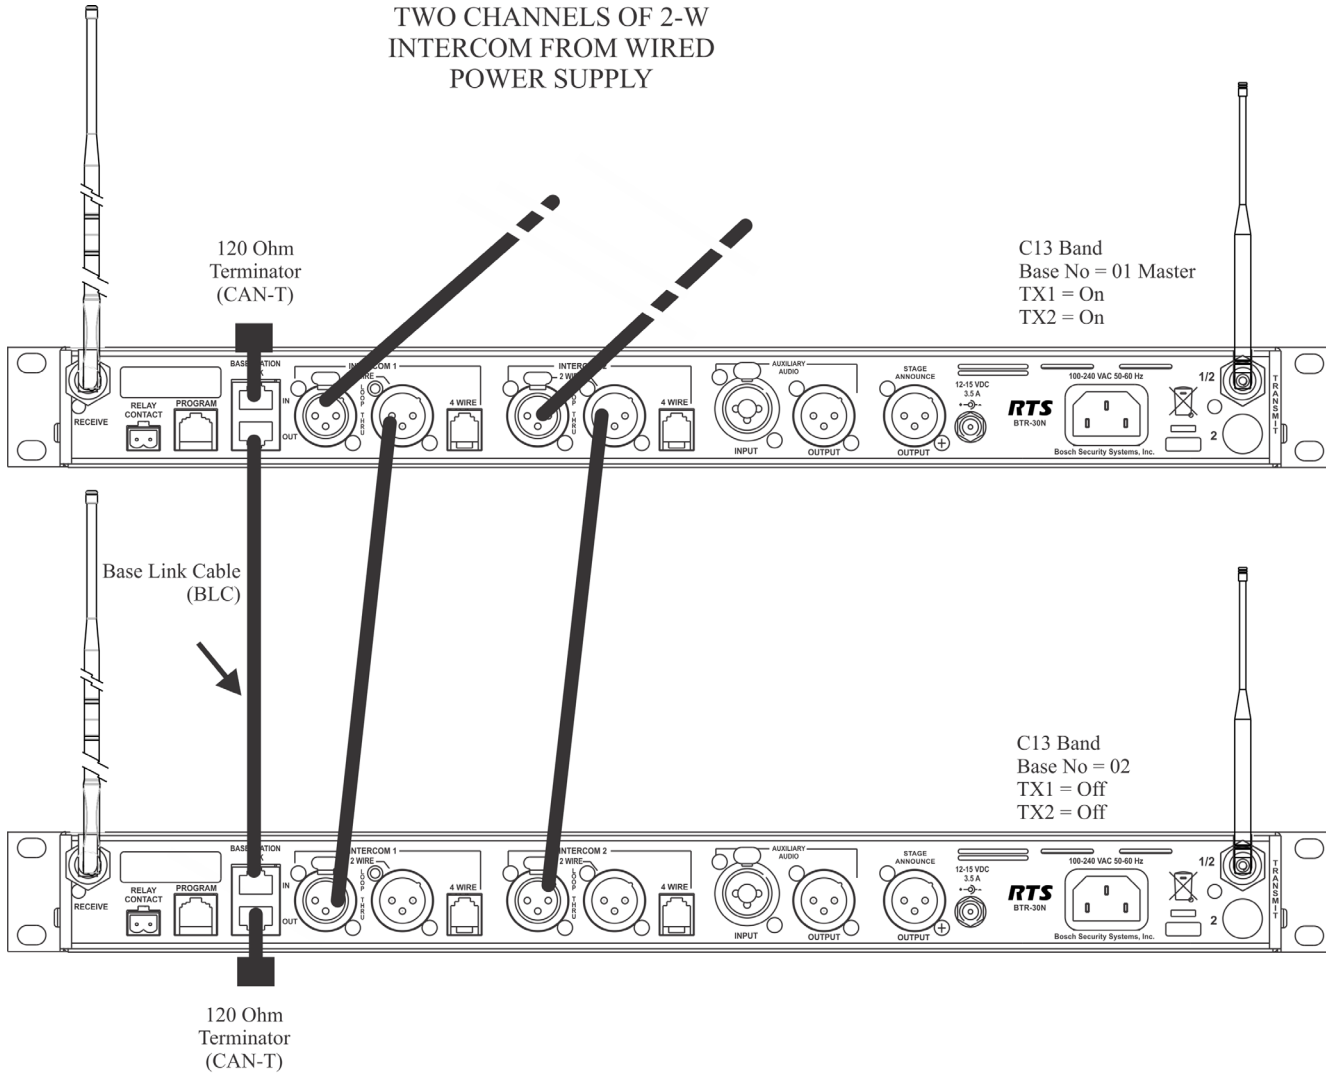 TWO CHANNELS OF 2-W
INTERCOM FROM WIRED
POWER SUPPLY
120 Ohm
Terminator
(CAN-T)
C13 Band
Base No = 01 Master
TX1 = On
TX2 = On
RECEIVE
RELAY
CONTACT
PROGRAM
IN
OUT
LOOP THRU
4 WIRE
2 WIRE
LOOP THRU
4 WIRE
AUXILIARY
AUDIO
INPUT
OUTPUT
STAGE
ANNOUNCE
OUTPUT
12-15 VDC
3.5 A
RTS
BTR-30N
100-240 VAC 50-60 Hz
Bosch Security Systems, Inc.
1/2
2
TRANSMIT
Base Link Cable
(BLC)
C13 Band
Base No = 02
TX1 = Off
TX2 = Off
RECEIVE
RELAY
CONTACT
PROGRAM
IN
OUT
INTERCOM 1
2 WIRE
LOOP THRU
4 WIRE
INTERCOM 2
2 WIRE
LOOP THRU
4 WIRE
AUXILIARY
AUDIO
INPUT
OUTPUT
STAGE
ANNOUNCE
OUTPUT
12-15 VDC
3.5 A
RTS
BTR-30N
100-240 VAC 50-60 Hz
Bosch Security Systems, Inc.
1/2
2
TRANSMIT
120 Ohm
Terminator
(CAN-T)